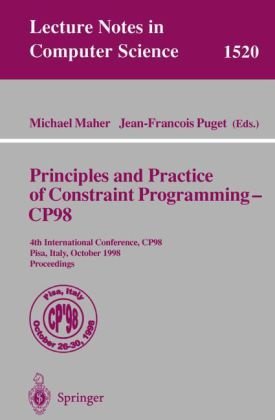 Lecture Notes in
Computer Science 1520
Michael Maher Jean-Francois Puget (Eds.)
Principles and Practice
of Constraint Programming –
CP98
4th International Conference, CP98
Pisa, Italy, October 1998
Proceedings
Pisa, Italy
CP'98
October 26-30, 1998
Springer